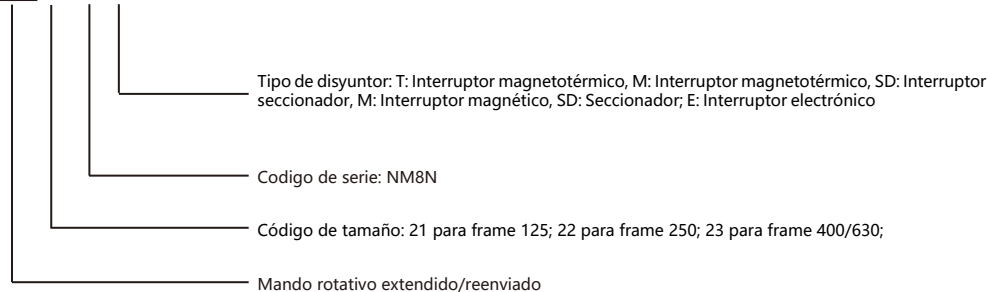 Tipo de disyuntor: T: Interruptor magnetotérmico, M: Interruptor magnetotérmico, SD: Interruptor
seccionador, M: Interruptor magnético, SD: Seccionador; E: Interruptor electrónico
Codigo de serie: NM8N
Código de tamaño: 21 para frame 125; 22 para frame 250; 23 para frame 400/630;
Mando rotativo extendido/reenviado